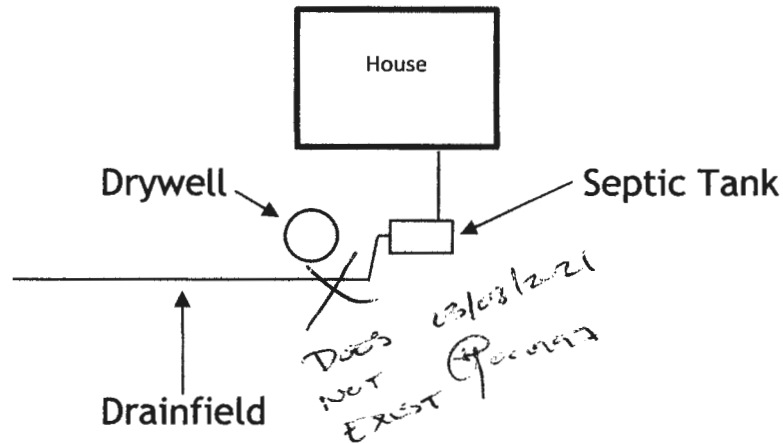 House
Drywell
Septic Tank
Drainfield
DOES
NOT
EXIST